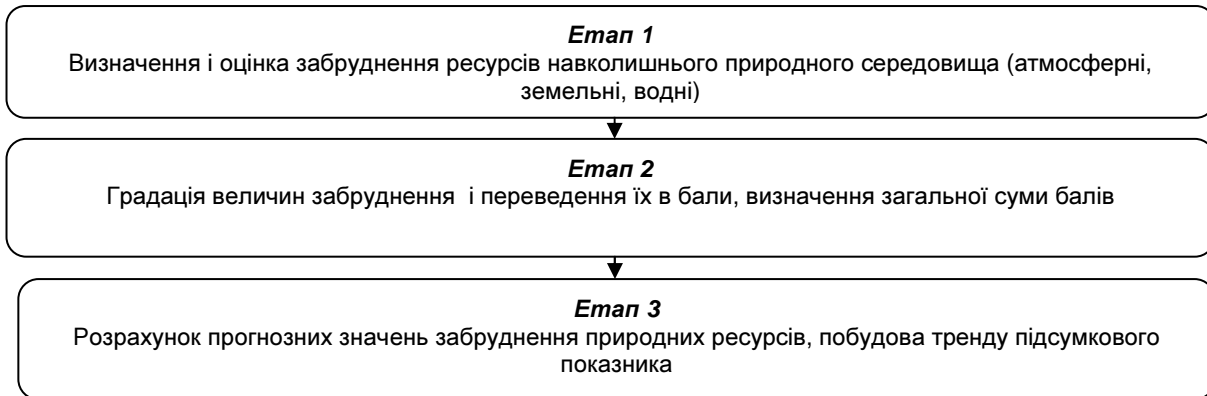 Етап 1
Визначення і оцінка забруднення ресурсів навколишнього природного середовища (атмосферні,
земельні, водні)
Етап 2
Градація величин забруднення і переведення їх в бали, визначення загальної суми балів
Етап 3
Розрахунок прогнозних значень забруднення природних ресурсів, побудова тренду підсумкового
показника